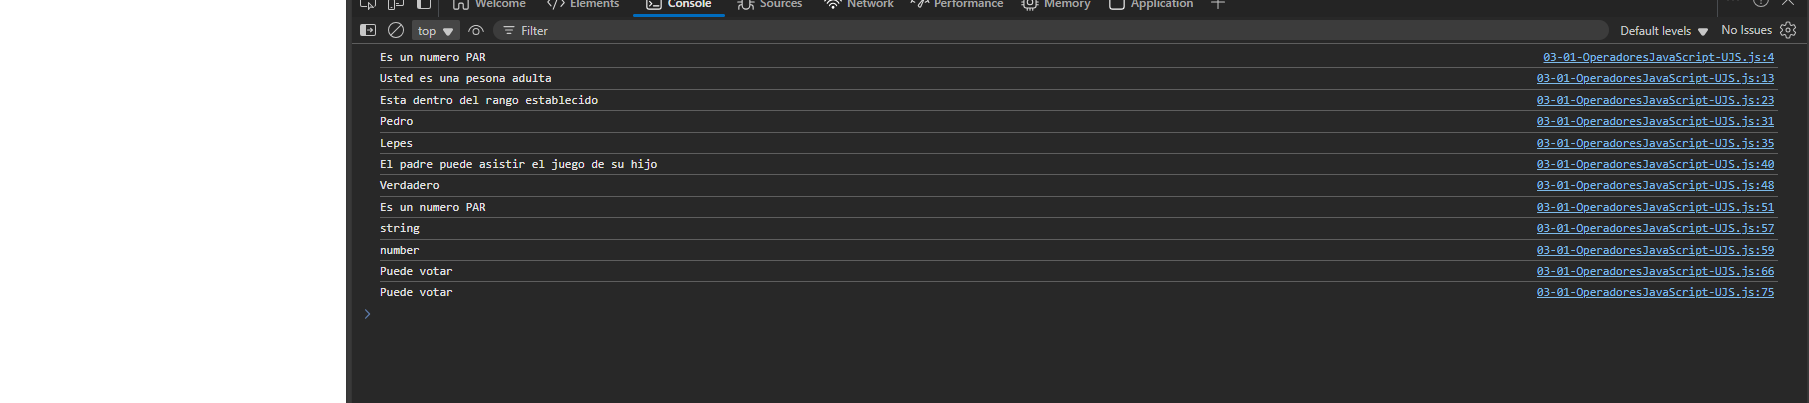 Welcome Elements Console Sources Network Performance Memory Application
top Filter Default levels No Issues
Es un numero PAR 03-01-OperadoresJavaScript-UJS.js:4
Usted es una pesona adulta 03-01-OperadoresJavaScript-UJS.js:13
Esta dentro del rango establecido 03-01-OperadoresJavaScript-UJS.js:23
Pedro 03-01-OperadoresJavaScript-UJS.js:31
Lepes 03-01-OperadoresJavaScript-UJS.js:35
El padre puede asistir el juego de su hijo 03-01-OperadoresJavaScript-UJS.js:40
Verdadero 03-01-OperadoresJavaScript-UJS.js:48
Es un numero PAR 03-01-OperadoresJavaScript-UJS.js:51
string 03-01-OperadoresJavaScript-UJS.js:57
number 03-01-OperadoresJavaScript-UJS.js:59
Puede votar 03-01-OperadoresJavaScript-UJS.js:66
Puede votar 03-01-OperadoresJavaScript-UJS.js:75